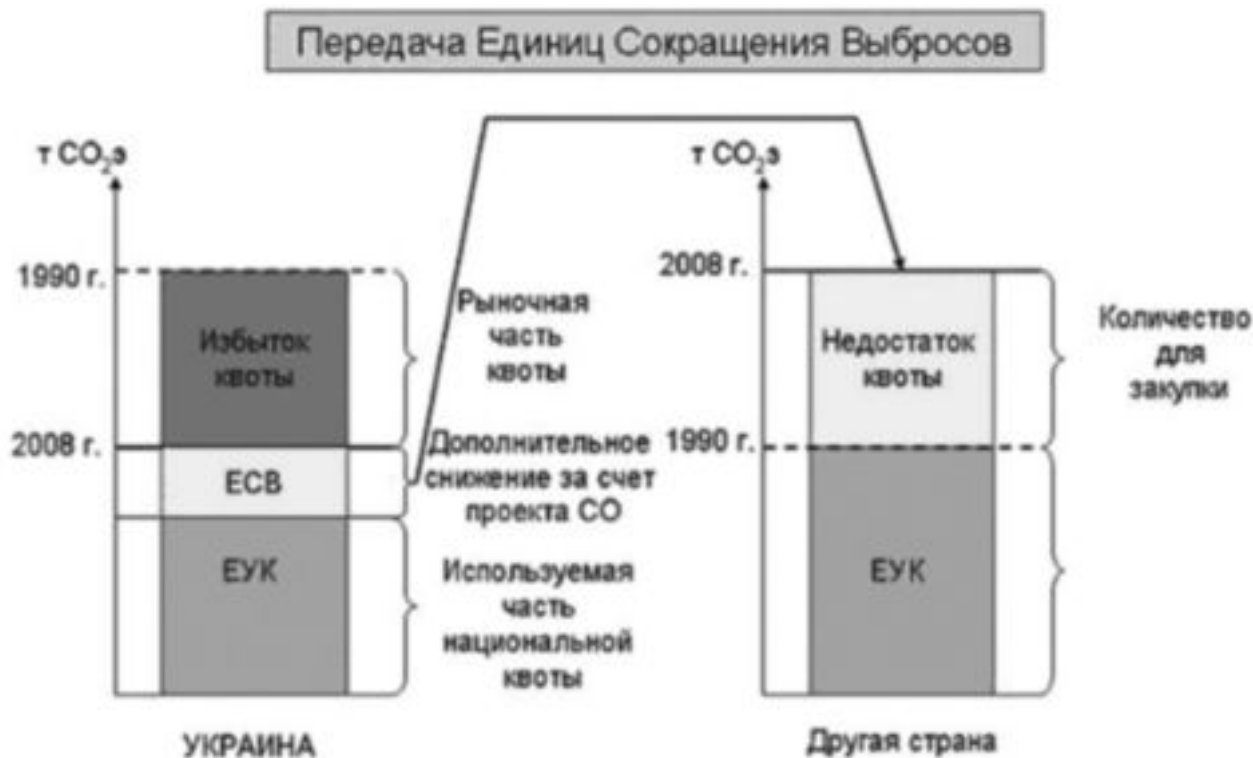 Передача Единиц Сокращения Выбросов
т CO₂э
1990 г.
Избыток
квоты
Рыночная
часть
квоты
2008 г.
ЕСВ
Дополнительное
снижение за счет
проекта СО
ЕУК
Используемая
часть
национальной
квоты
УКРАИНА
т CO₂э
2008 г.
Недостаток
квоты
Количество
для
закупки
1990 г.
ЕУК
Другая страна